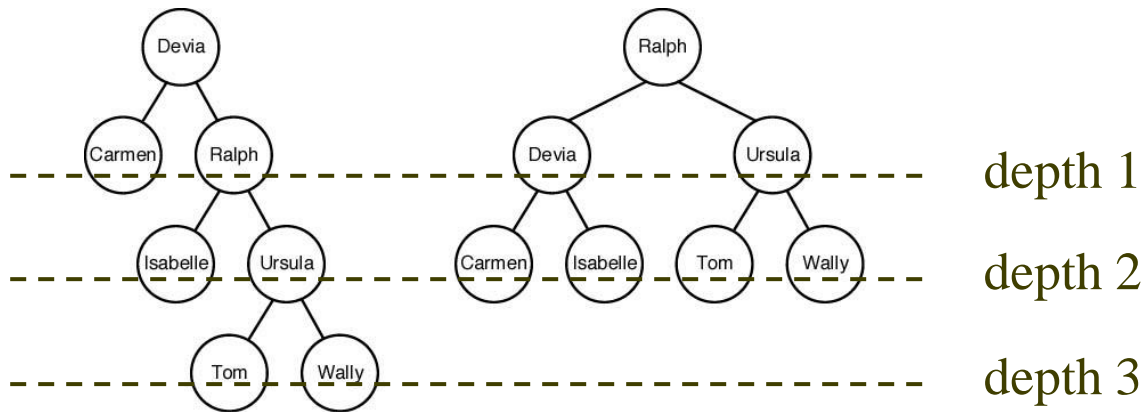 Devia Ralph
Carmen Ralph Devia Ursula depth 1
Isabelle Ursula Carmen Isabelle Tom Wally depth 2
Tom Wally depth 3